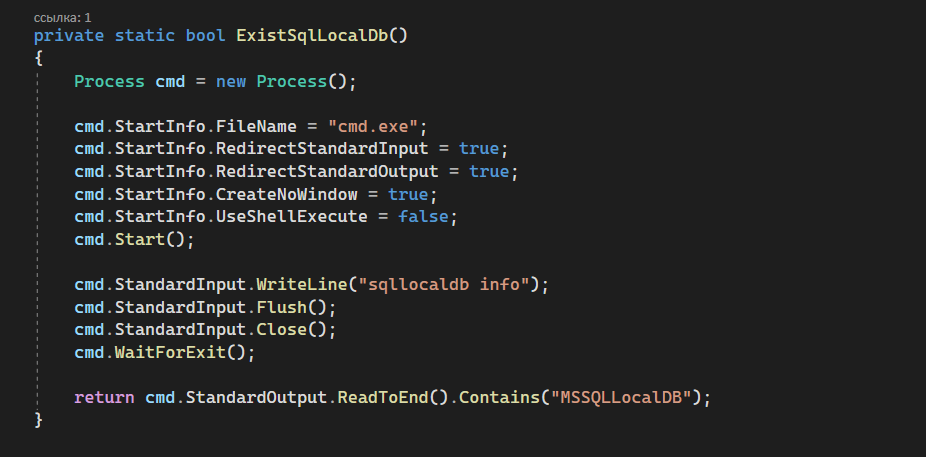 ссылка: 1
private static bool ExistSqlLocalDb()
{
Process cmd = new Process();
cmd.StartInfo.FileName = "cmd.exe";
cmd.StartInfo.RedirectStandardInput = true;
cmd.StartInfo.RedirectStandardOutput = true;
cmd.StartInfo.CreateNoWindow = true;
cmd.StartInfo.UseShellExecute = false;
cmd.Start();
cmd.StandardInput.WriteLine("sqllocaldb info");
cmd.StandardInput.Flush();
cmd.StandardInput.Close();
cmd.WaitForExit();
return cmd.StandardOutput.ReadToEnd().Contains("MSSQLLocalDB");
}